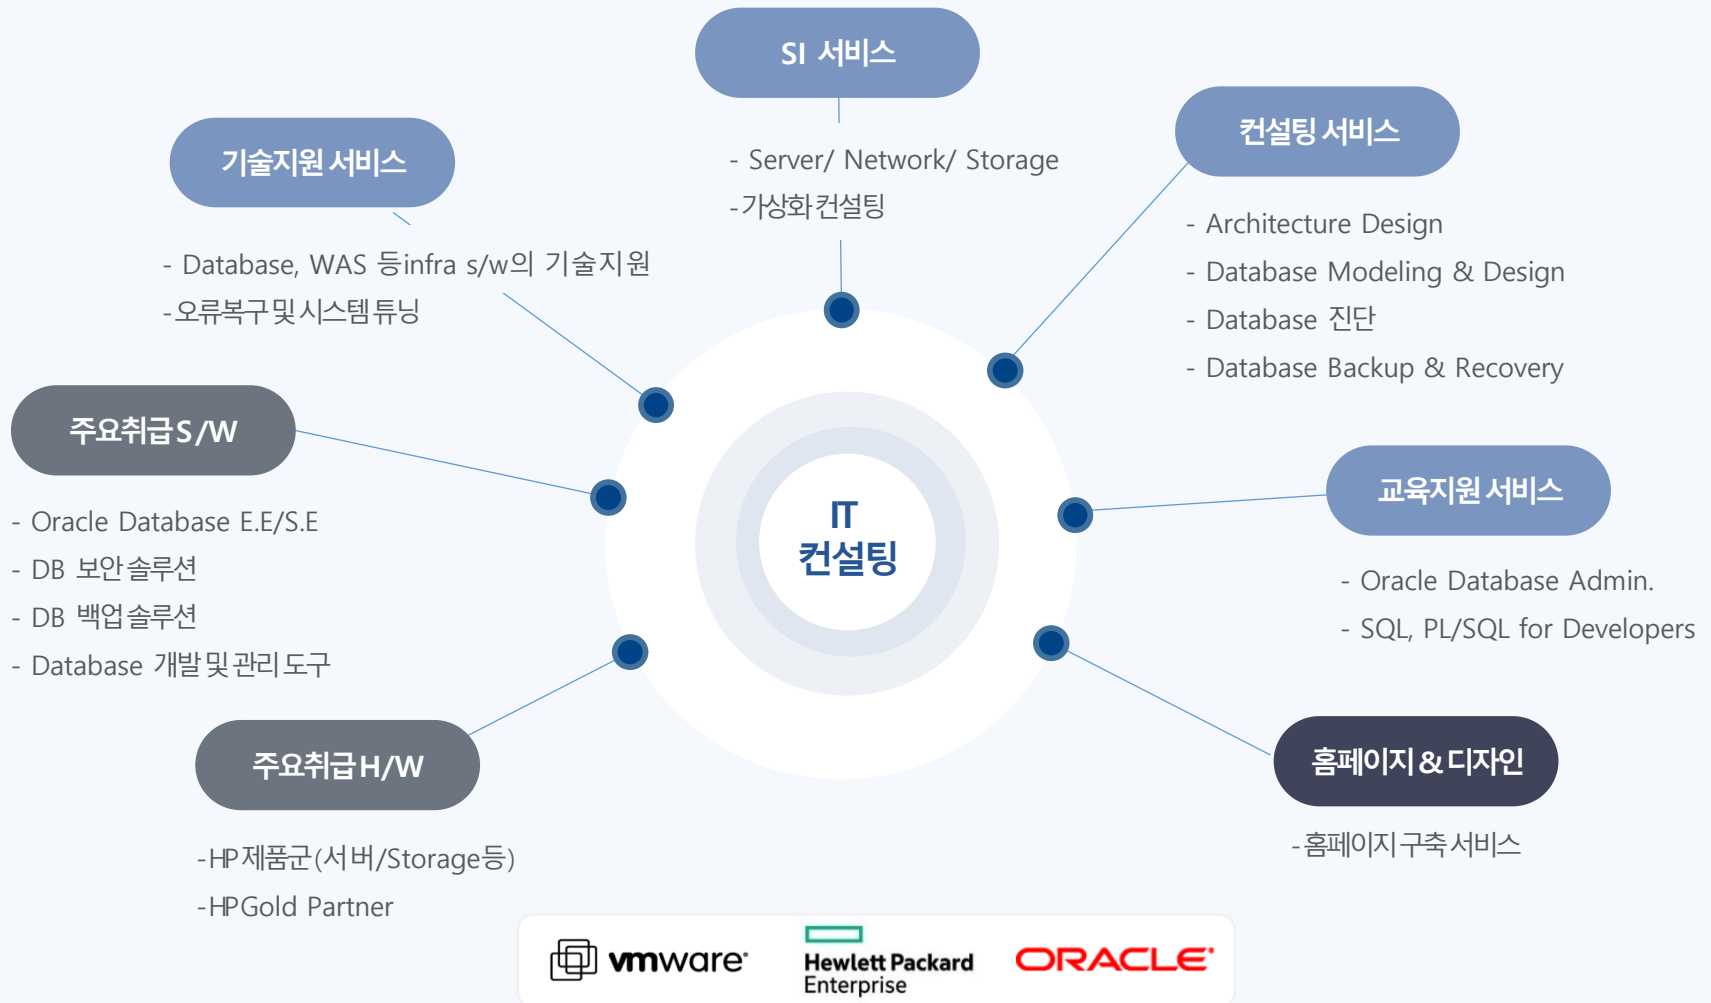 SI 서비스
- Server/ Network/ Storage
- 가상화 컨설팅
컨설팅 서비스
- Architecture Design
- Database Modeling & Design
- Database 진단
- Database Backup & Recovery
기술지원 서비스
- Database, WAS 등infra s/w의 기술지원
- 오류복구 및 시스템 튜닝
주요취급 S/W
- Oracle Database E.E/S.E
- DB 보안 솔루션
- DB 백업 솔루션
- Database 개발 및 관리 도구
IT
컨설팅
교육지원 서비스
- Oracle Database Admin.
- SQL, PL/SQL for Developers
주요취급 H/W
- HP 제품군(서버/Storage등)
- HP Gold Partner
홈페이지 & 디자인
- 홈페이지 구축 서비스
vmware®
Hewlett Packard
Enterprise
ORACLE®